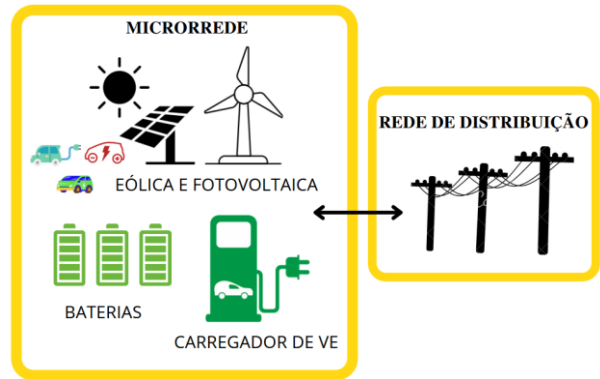 MICRORREDE
REDE DE DISTRIBUIÇÃO
EÓLICA E FOTOVOLTAICA
BATERIAS
CARREGADOR DE VE